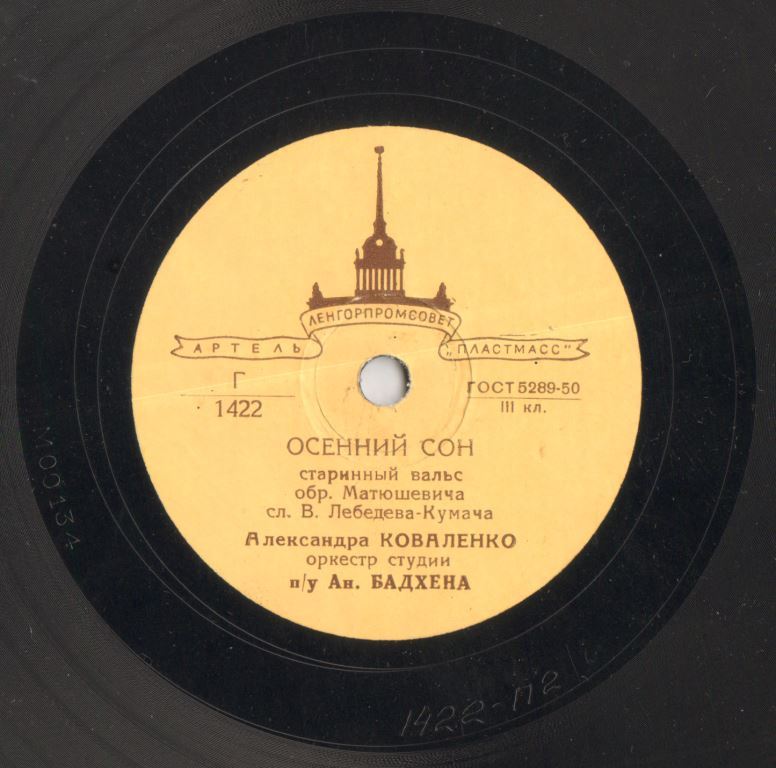 ЛЕНГОРПРОМСОВЕТ
АРТЕЛЬ „ПЛАСТМАСС"
Г
1422
ГОСТ 5289-50
III кл.
ОСЕННИЙ СОН
старинный вальс
обр. Матюшевича
сл. В. Лебедева-Кумача
Александра КОВАЛЕНКО
оркестр студии
п/у Ан. БАДХЕНА
М00134
1422-П2